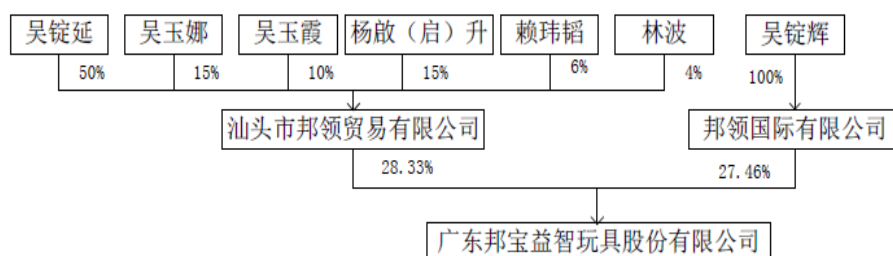 吴锭延 吴玉娜 吴玉霞 杨啟（启）升 赖玮韬 林波 吴锭辉
50% 15% 10% 15% 6% 4% 100%
汕头市邦领贸易有限公司 邦领国际有限公司
28.33% 27.46%
广东邦宝益智玩具股份有限公司